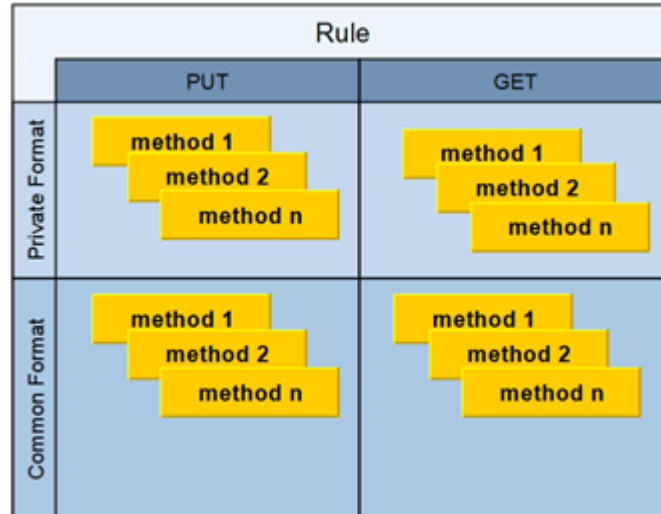 Rule
PUT
GET
Private Format
method 1
method 2
method n
method 1
method 2
method n
Common Format
method 1
method 2
method n
method 1
method 2
method n